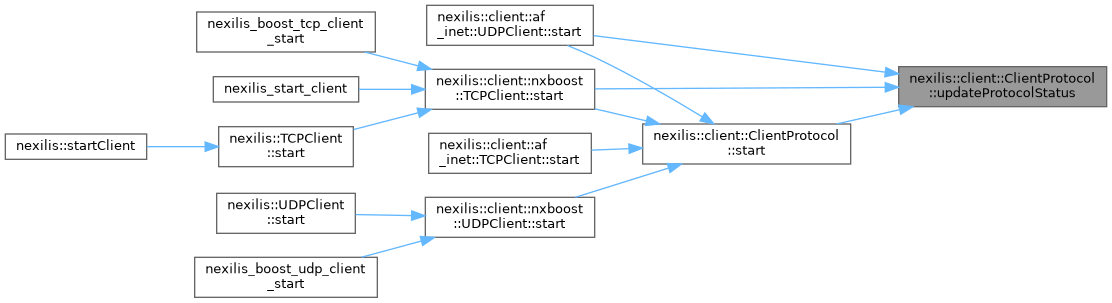 nexilis_boost_tcp_client
_start
nexilis::client::af
_inet::UDPClient::start
nexilis_start_client
nexilis::client::nxboost
::TCPClient::start
nexilis::client::ClientProtocol
::updateProtocolStatus
nexilis::startClient
nexilis::TCPClient
::start
nexilis::client::af
_inet::TCPClient::start
nexilis::client::ClientProtocol
::start
nexilis::UDPClient
::start
nexilis::client::nxboost
::UDPClient::start
nexilis_boost_udp_client
_start